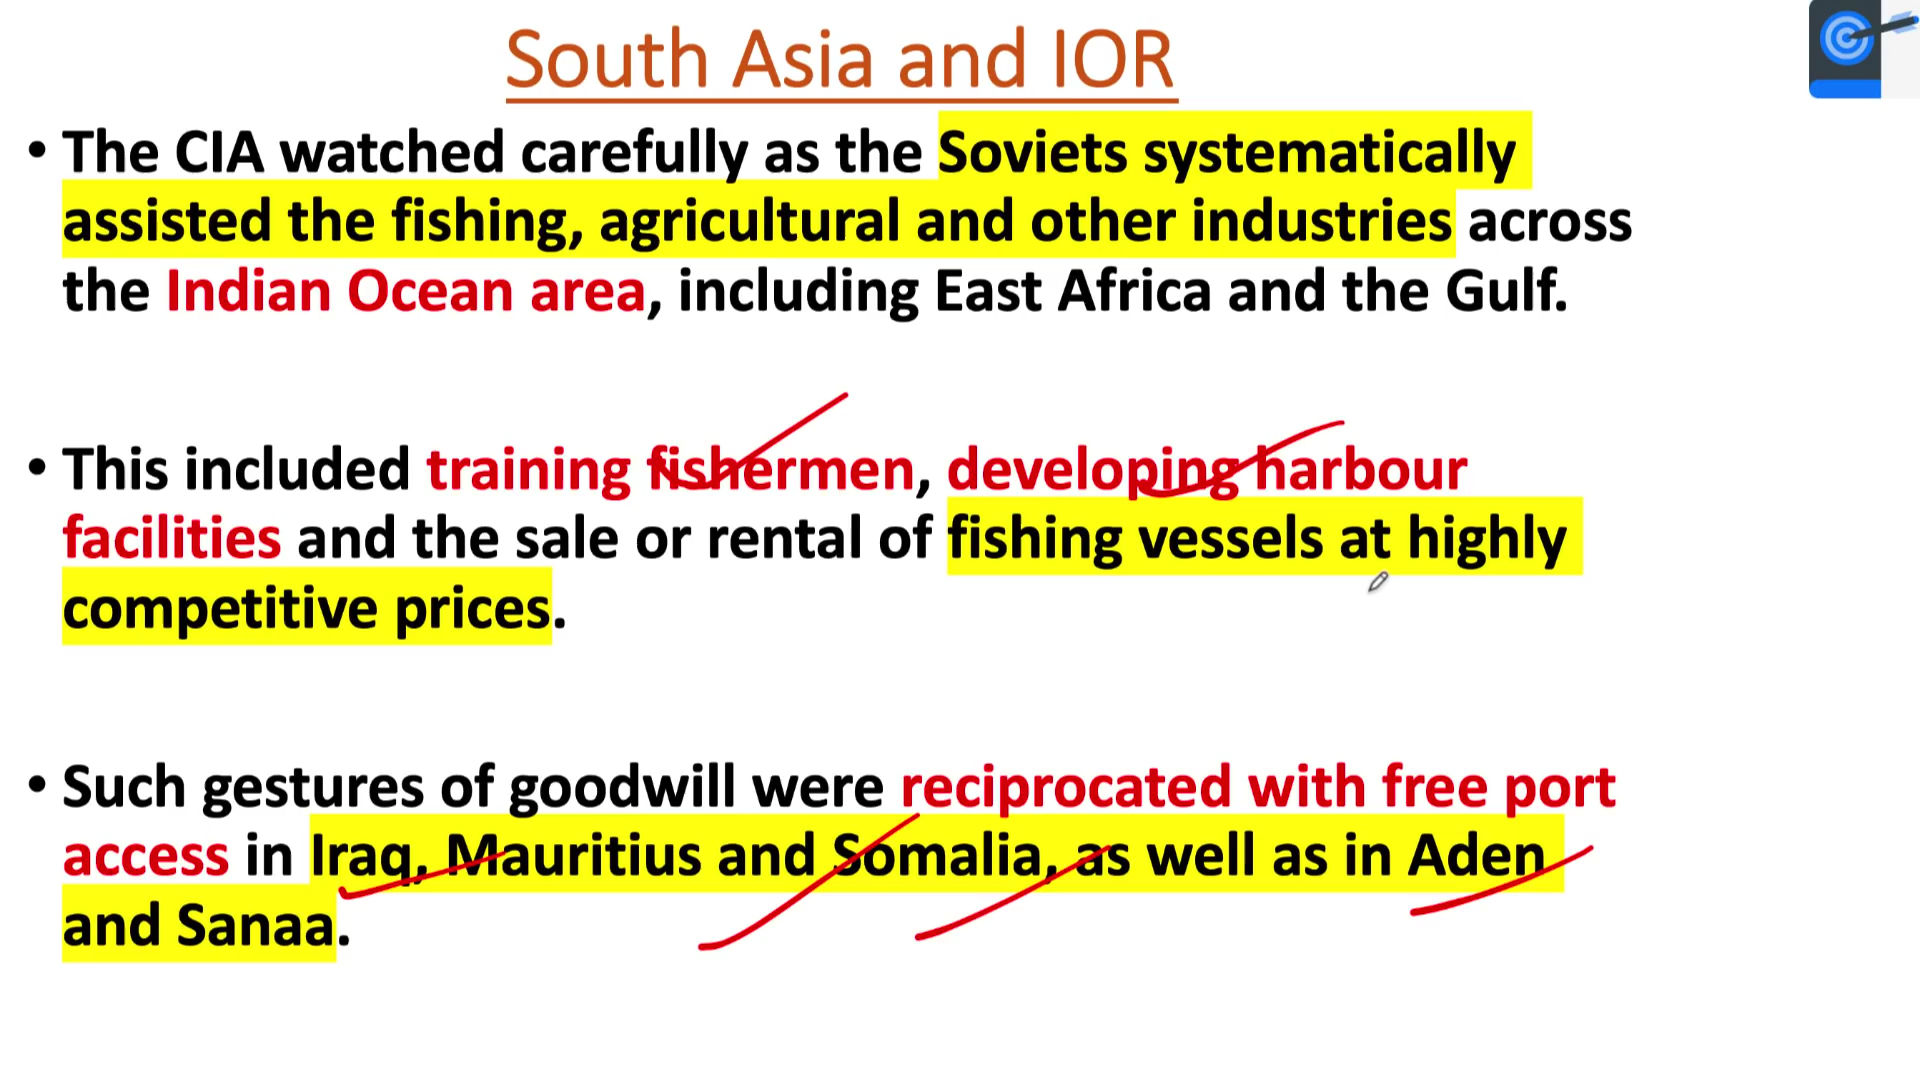 South Asia and IOR
• The CIA watched carefully as the Soviets systematically
assisted the fishing, agricultural and other industries across
the Indian Ocean area, including East Africa and the Gulf.
• This included training fishermen, developing harbour
facilities and the sale or rental of fishing vessels at highly
competitive prices.
• Such gestures of goodwill were reciprocated with free port
access in Iraq, Mauritius and Somalia, as well as in Aden
and Sanaa.